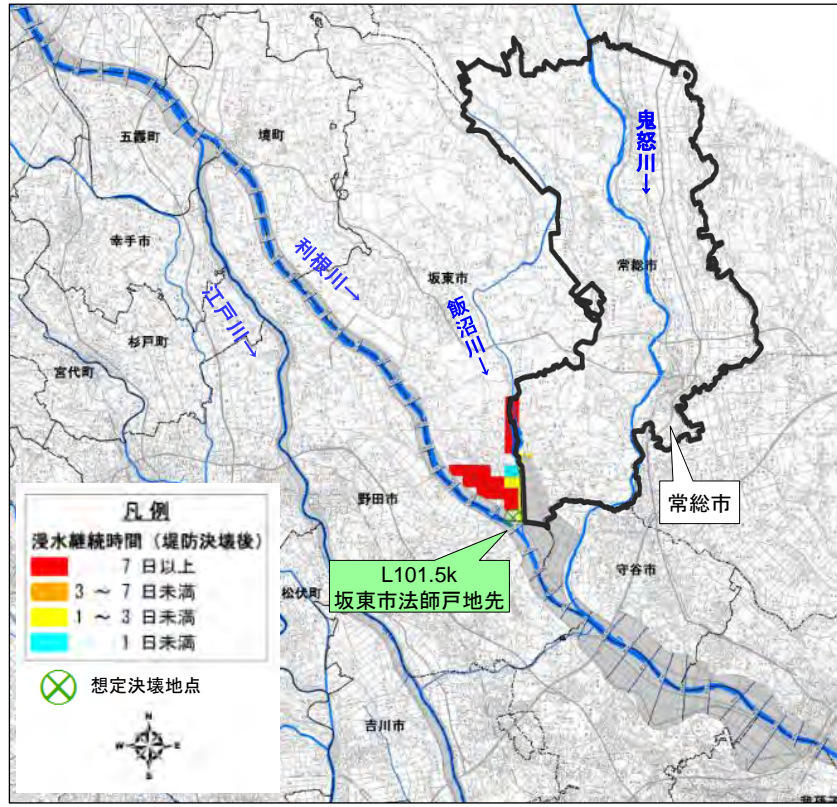 五霞町
境町
鬼怒川→
幸手市
利根川→
坂東市
常総市
江戸川→
飯沼川→
杉戸町
宮代町
野田市
常総市
凡例
浸水継続時間(堤防決壊後)
7日以上
3 ~ 7日未満
1 ~ 3日未満
1日未満
想定決壊地点
L101.5k
坂東市法師戸地先
松伏町
守谷市
吉川市
N
W
E
S